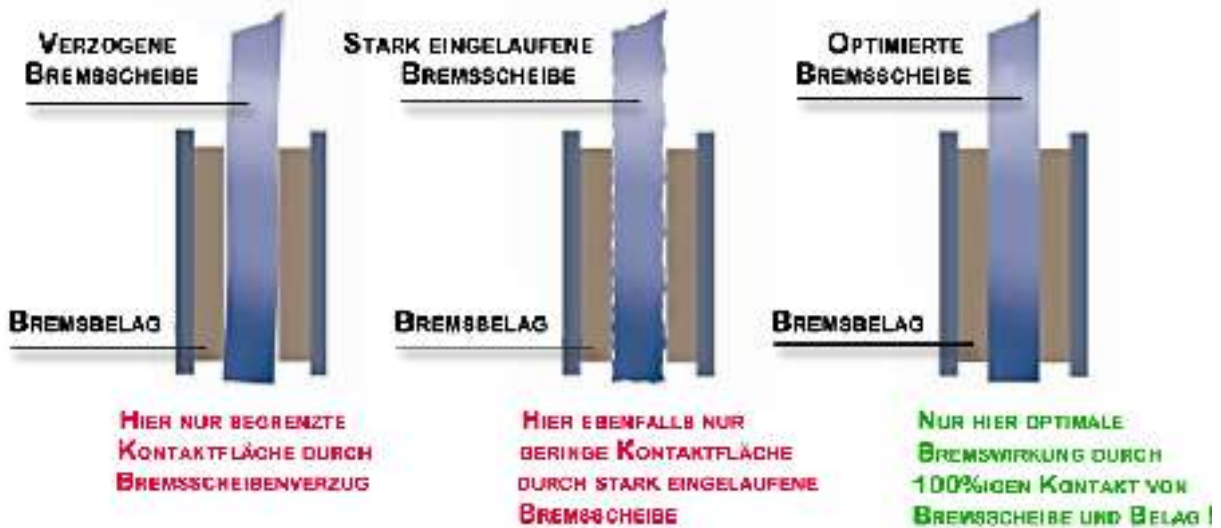 VERZOGENE
BREMSSCHEIBE
BREMSBELAG
HIER NUR BEGRENZTE
KONTAKTFLÄCHE DURCH
BREMSSCHEIBENVERZUG
STARK EINGELAUFENE
BREMSSCHEIBE
BREMSBELAG
HIER EBENFALLS NUR
GERINGE KONTAKTFLÄCHE
DURCH STARK EINGELAUFENE
BREMSSCHEIBE
OPTIMIERTE
BREMSSCHEIBE
BREMSBELAG
NUR HIER OPTIMALE
BREMSWIRKUNG DURCH
100%IGEN KONTAKT VON
BREMSSCHEIBE UND BELAG !